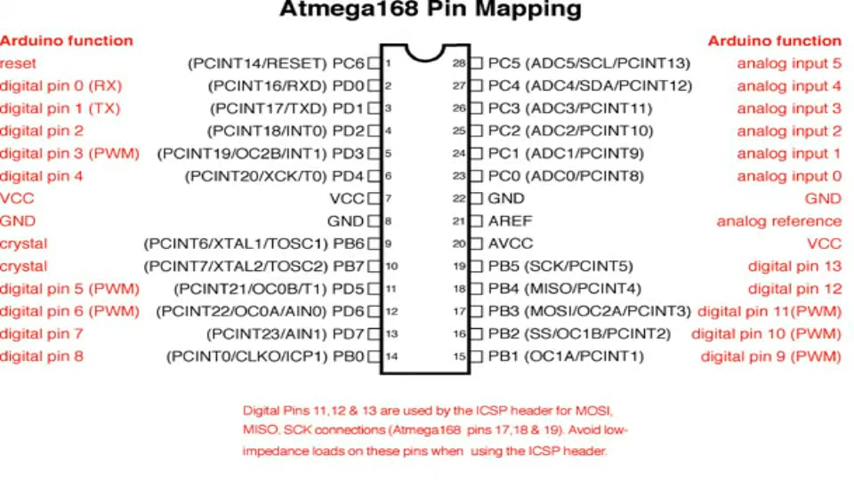 Atmega168 Pin Mapping
Arduino function Arduino function
reset (PCINT14/RESET) PC6 1 28 PC5 (ADC5/SCL/PCINT13) analog input 5
digital pin 0 (RX) (PCINT16/RXD) PD0 2 27 PC4 (ADC4/SDA/PCINT12) analog input 4
digital pin 1 (TX) (PCINT17/TXD) PD1 3 26 PC3 (ADC3/PCINT11) analog input 3
digital pin 2 (PCINT18/INT0) PD2 4 25 PC2 (ADC2/PCINT10) analog input 2
digital pin 3 (PWM) (PCINT19/OC2B/INT1) PD3 5 24 PC1 (ADC1/PCINT9) analog input 1
digital pin 4 (PCINT20/XCK/T0) PD4 6 23 PC0 (ADC0/PCINT8) analog input 0
VCC VCC 7 22 GND GND
GND GND 8 21 AREF analog reference
crystal (PCINT6/XTAL1/TOSC1) PB6 9 20 AVCC VCC
crystal (PCINT7/XTAL2/TOSC2) PB7 10 19 PB5 (SCK/PCINT5) digital pin 13
digital pin 5 (PWM) (PCINT21/OC0B/T1) PD5 11 18 PB4 (MISO/PCINT4) digital pin 12
digital pin 6 (PWM) (PCINT22/OC0A/AIN0) PD6 12 17 PB3 (MOSI/OC2A/PCINT3) digital pin 11(PWM)
digital pin 7 (PCINT23/AIN1) PD7 13 16 PB2 (SS/OC1B/PCINT2) digital pin 10 (PWM)
digital pin 8 (PCINT0/CLKO/ICP1) PB0 14 15 PB1 (OC1A/PCINT1) digital pin 9 (PWM)
Digital Pins 11,12 & 13 are used by the ICSP header for MOSI,
MISO, SCK connections (Atmega168 pins 17,18 & 19). Avoid low-
impedance loads on these pins when using the ICSP header.